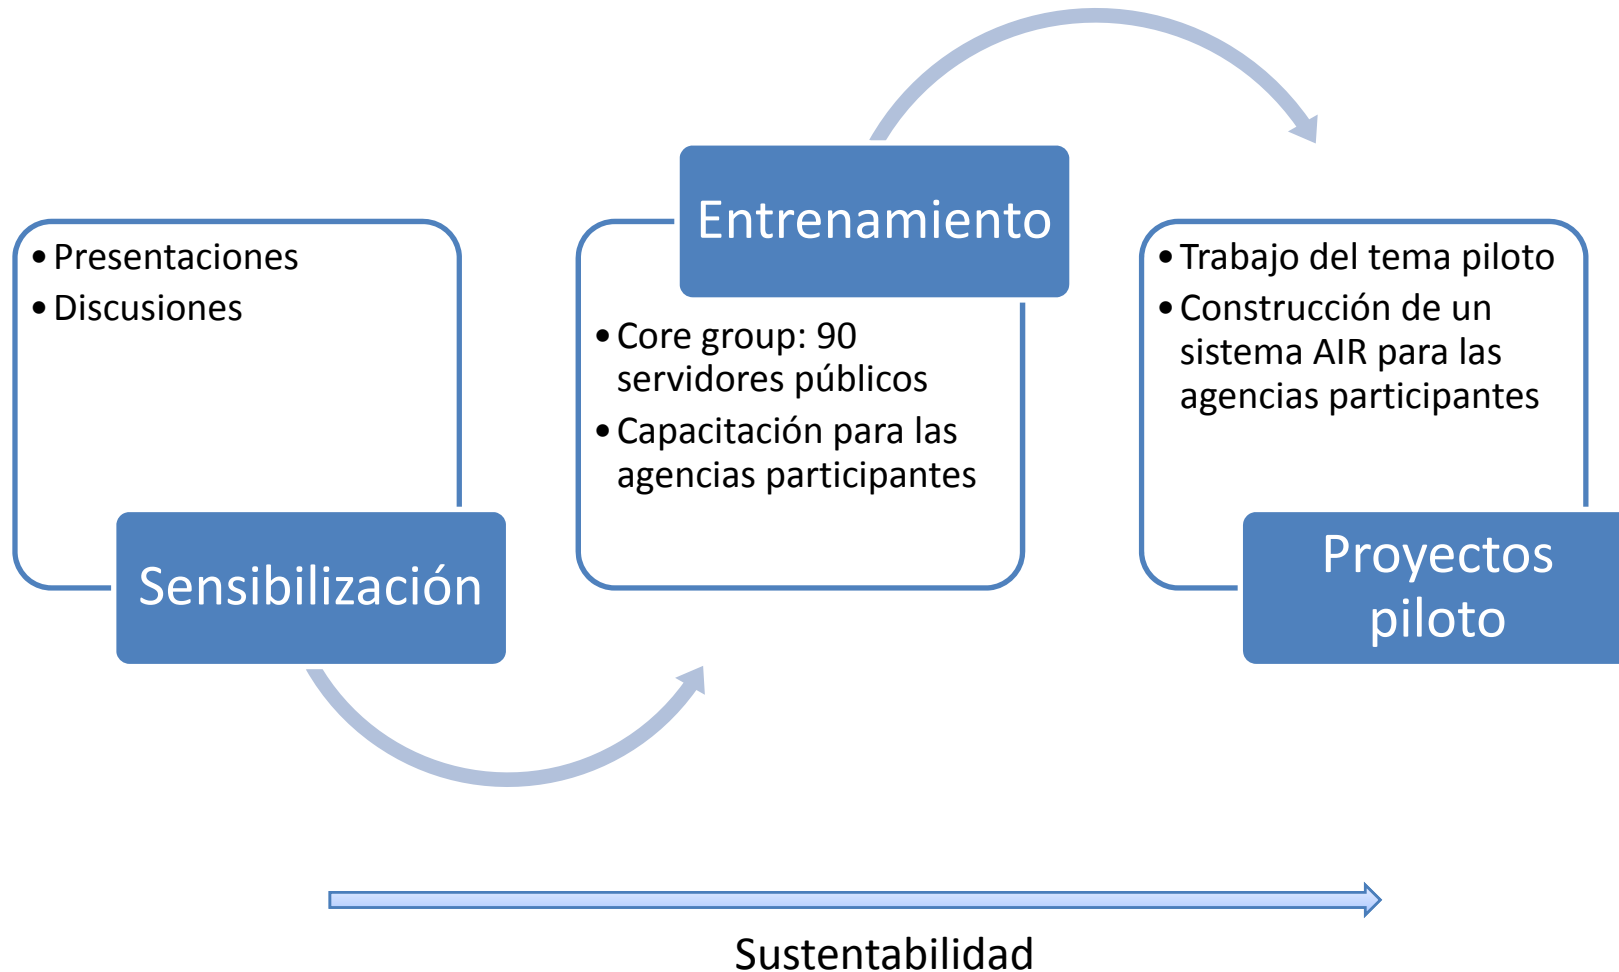 • Presentaciones
• Discusiones
Sensibilización
Entrenamiento
• Core group: 90
servidores públicos
• Capacitación para las
agencias participantes
• Trabajo del tema piloto
• Construcción de un
sistema AIR para las
agencias participantes
Proyectos
piloto
Sustentabilidad